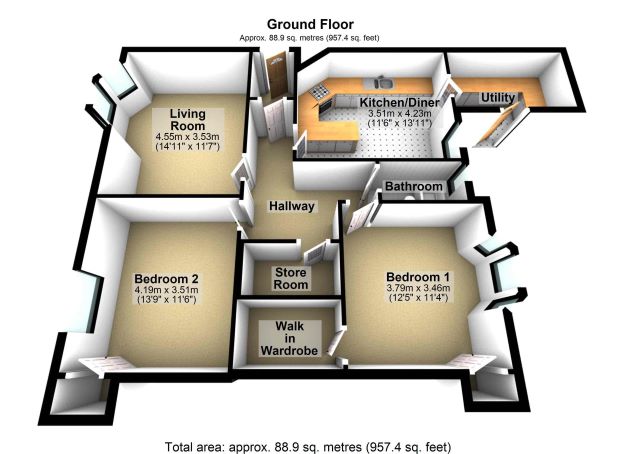 Ground Floor
Approx. 88.9 sq. metres (957.4 sq. feet)
Living
Room
4.55m x 3.53m
(14'11" x 11'7")
Kitchen/Diner
3.51m x 4.23m
(11'6" x 13'11")
Utility
Bathroom
Hallway
Bedroom 2
4.19m x 3.51m
(13'9" x 11'6")
Store
Room
Bedroom 1
3.79m x 3.46m
(12'5" x 11'4")
Walk
in
Wardrobe
Total area: approx. 88.9 sq. metres (957.4 sq. feet)